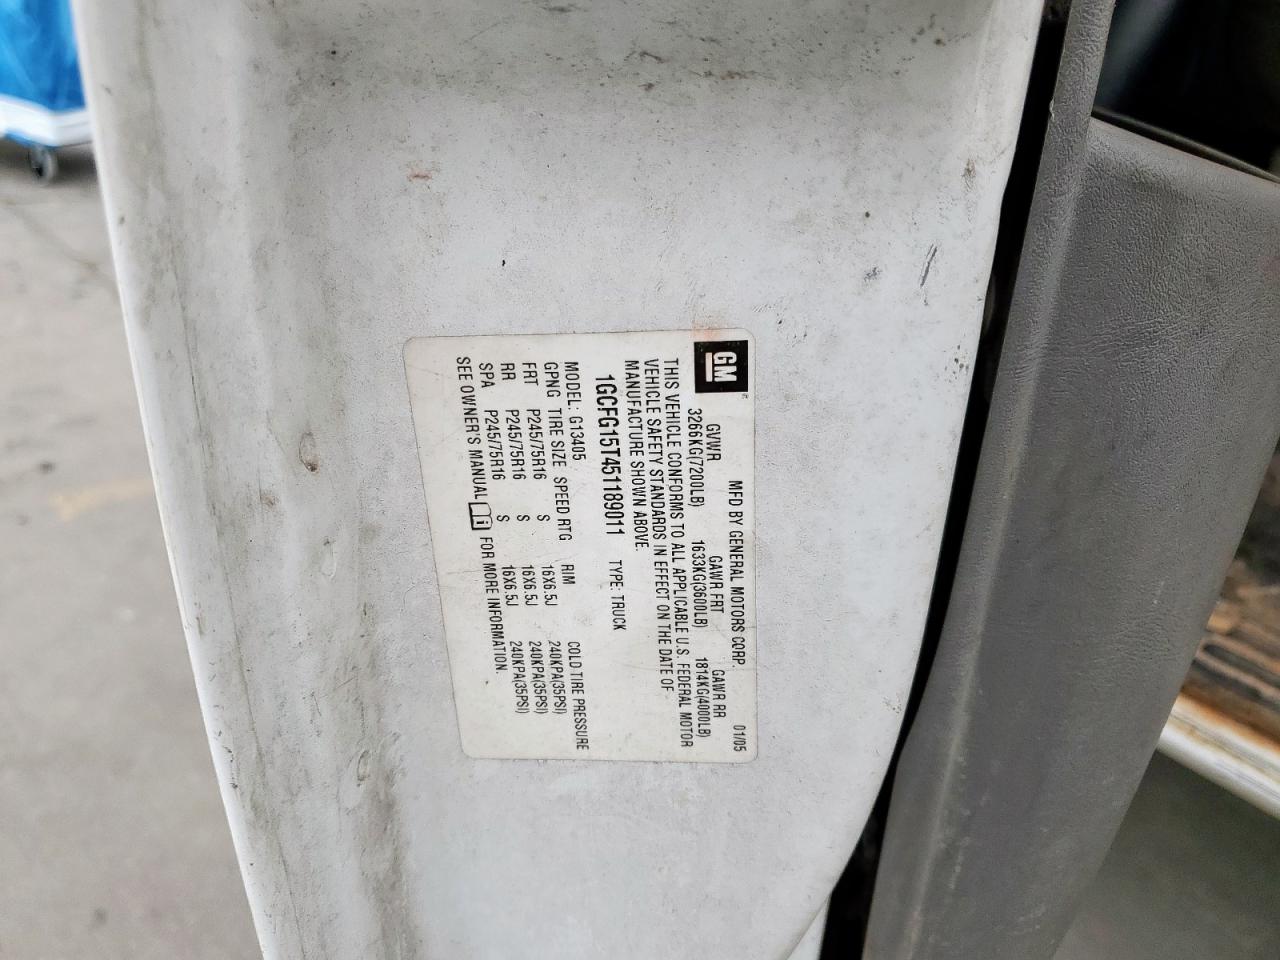 GM
MFD BY GENERAL MOTORS CORP. 01/05
GVWR GAWR FRT GAWR RR
3266KG(7200LB) 1633KG(3600LB) 1814KG(4000LB)
THIS VEHICLE CONFORMS TO ALL APPLICABLE U.S. FEDERAL MOTOR
VEHICLE SAFETY STANDARDS IN EFFECT ON THE DATE OF
MANUFACTURE SHOWN ABOVE.
1GCFG15T451189011 TYPE: TRUCK
MODEL: G13405
GPNG TIRE SIZE SPEED RTG RIM COLD TIRE PRESSURE
FRT P245/75R16 S 16X6.5J 240KPA(35PSI)
RR P245/75R16 S 16X6.5J 240KPA(35PSI)
SPA P245/75R16 S 16X6.5J 240KPA(35PSI)
SEE OWNER'S MANUAL i FOR MORE INFORMATION.